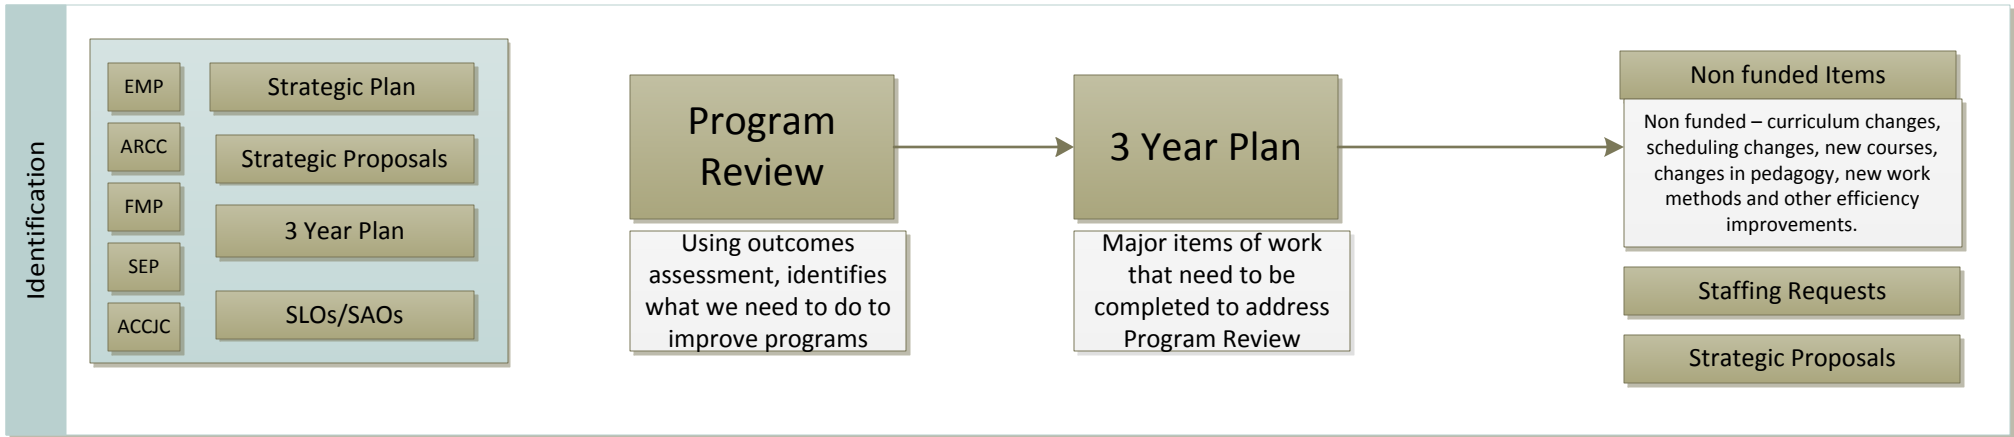 Identification
EMP
ARCC
FMP
SEP
ACCJC
Strategic Plan
Strategic Proposals
3 Year Plan
SLOs/SAOs
Program
Review
Using outcomes
assessment, identifies
what we need to do to
improve programs
3 Year Plan
Major items of work
that need to be
completed to address
Program Review
Non funded Items
Non funded – curriculum changes,
scheduling changes, new courses,
changes in pedagogy, new work
methods and other efficiency
improvements.
Staffing Requests
Strategic Proposals